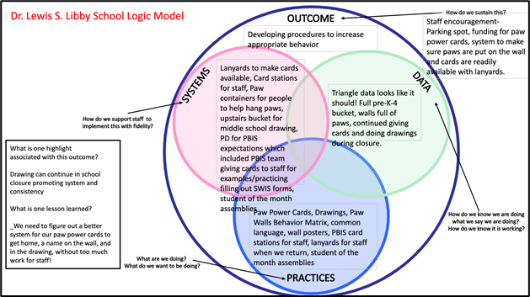 Dr. Lewis S. Libby School Logic Model
OUTCOME
Developing procedures to increase
appropriate behavior
How do we sustain this?
Staff encouragement-
Parking spot, funding for paw
power cards, system to make
sure paws are put on the wall
and cards are readily
available with lanyards.
SYSTEMS
Lanyards to make cards
available, Card stations
for staff, Paw
containers for people
to help hang paws,
upstairs bucket for
middle school drawing,
PD for PBIS
expectations which
included PBIS team
giving cards to staff for
examples/practicing
filling out SWIS forms,
student of the month
assemblies
DATA
Triangle data looks like it
should! Full pre-K-4
bucket, walls full of
paws, continued giving
cards and doing drawings
during closure.
How do we support staff to
implement this with fidelity?
What is one highlight
associated with this outcome?
Drawing can continue in school
closure promoting system and
consistency
What is one lesson learned?
_We need to figure out a better
system for our paw power cards to
get home, a name on the wall, and
in the drawing, without too much
work for staff!
How do we know we are doing
what we say we are doing?
How do we know it is working?
Paw Power Cards, Drawings, Paw
Walls Behavior Matrix, common
language, wall posters, PBIS card
stations for staff, lanyards for staff
when we return, student of the
month assemblies
What are we doing?
What do we want to be doing?
PRACTICES